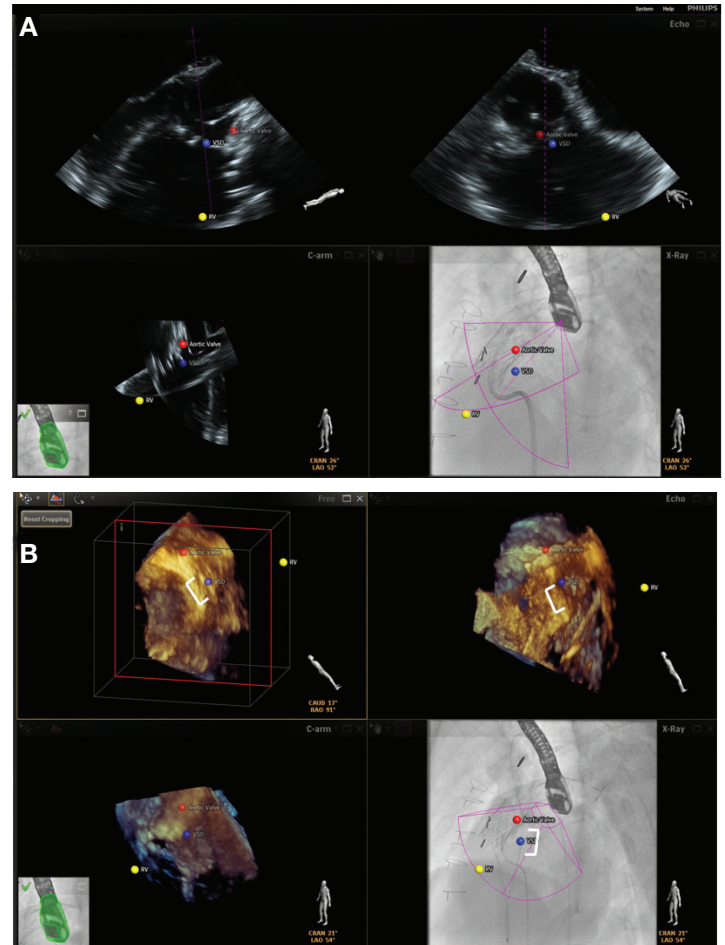 A
System Help PHILIPS
Echo
Aortic Valve
VSD
RV
Aortic Valve
VSD
RV
C-arm
X-Ray
Aortic Valve
VSD
RV
CRAN 26°
LAO 52°
Aortic Valve
VSD
RV
CRAN 26°
LAO 52°
B
Free
Echo
Reset Cropping
Aortic Valve
VSD
RV
CAUD 17°
RAO 91°
Aortic Valve
VSD
RV
C-arm
X-Ray
Aortic Valve
VSD
RV
CRAN 21°
LAO 54°
Aortic Valve
VS
RV
CRAN 21°
LAO 54°